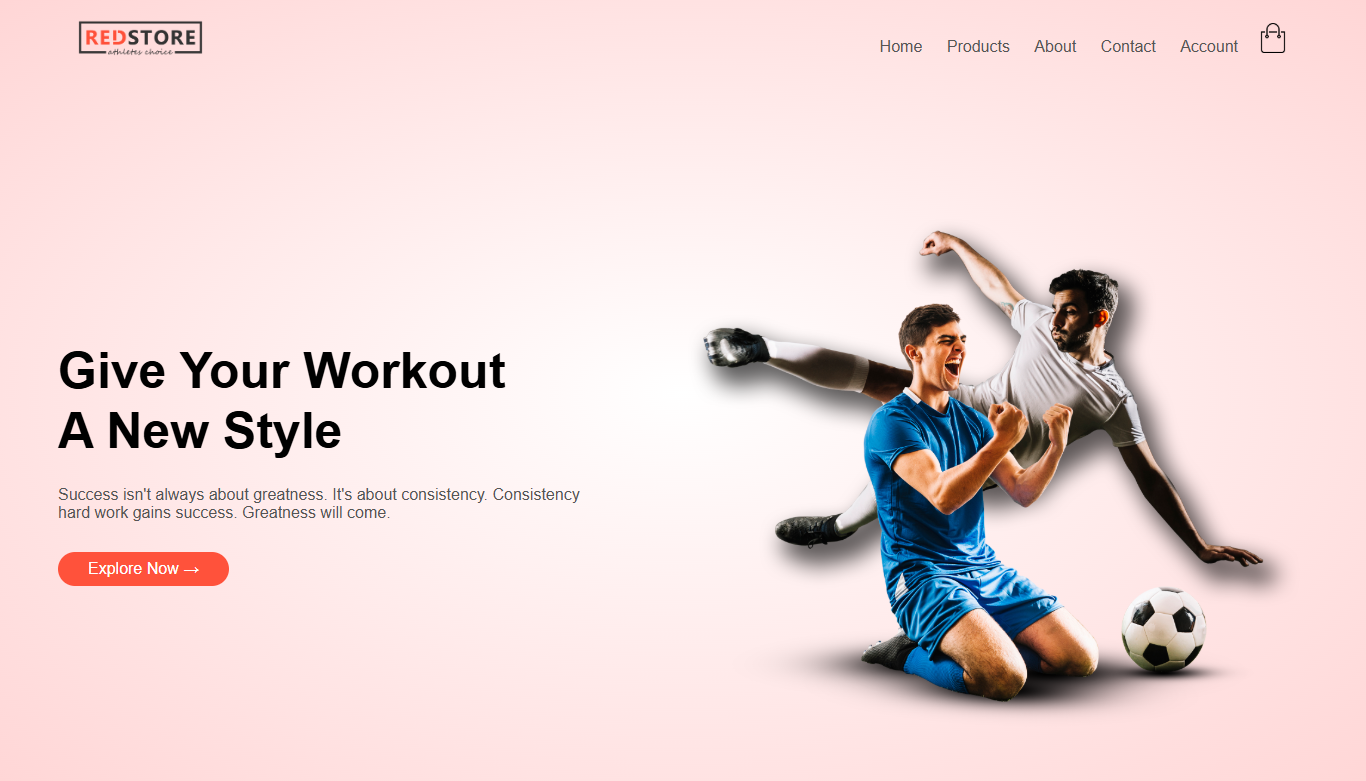 REDSTORE
athletes choice
Home Products About Contact Account
Give Your Workout
A New Style
Success isn't always about greatness. It's about consistency. Consistency
hard work gains success. Greatness will come.
Explore Now →